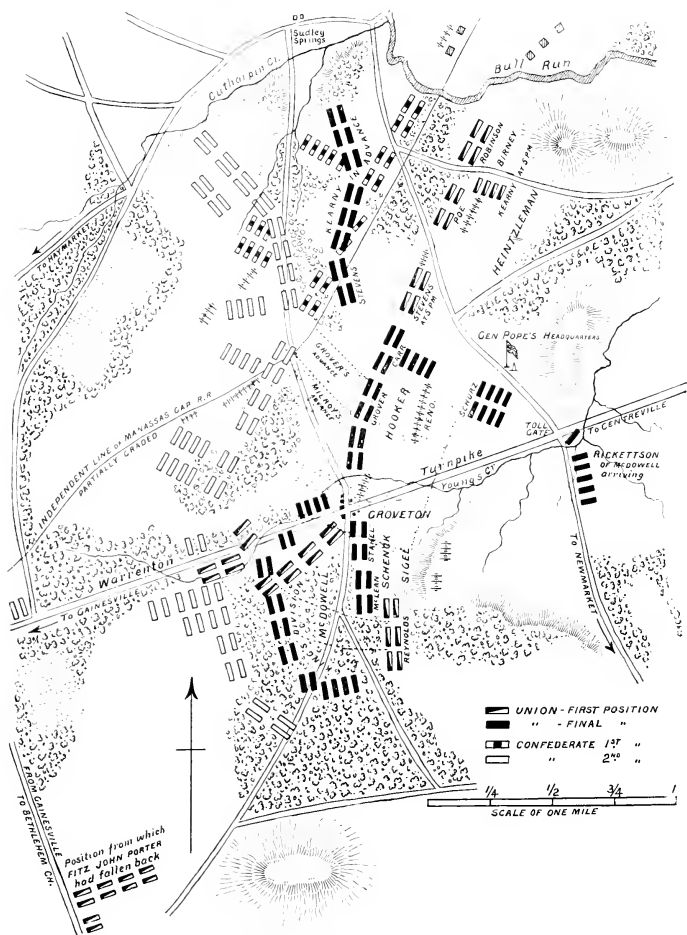 Sudley
Springs
Catharpin Cr.
Bull Run
KEARNY IN ADVANCE
STEVENS
ROBINSON
BIRNEY
KEARNY AT 5 P.M
POE
HEINTZLEMAN
TO HAYMARKET
STEVENS
AT 5 P.M
GEN POPE'S HEADQUARTERS
GROVER'S
ADVANCE
MILROY'S
ADVANCE
CARR
GROVER
HOOKER
RENO.
SCHURZ
TOLL
GATE
TO CENTREVILLE
RICKETTSON
OF McDOWELL
arriving
INDEPENDENT LINE OF MANASSAS GAP R.R
PARTIALLY GRADED
Turnpike
Youngs Cr.
GROVETON
Warrenton
TO GAINESVILLE
STAHLL
McLEAN
SCHENCK
SIGEL
McDOWELL
REYNOLDS
TO NEWMARKET
UNION - FIRST POSITION
" - FINAL "
CONFEDERATE 1ST "
" 2ND "
1/4 1/2 3/4 1
SCALE OF ONE MILE
FROM GAINESVILLE
TO BETHLEHEM CH.
Position from which
FITZ JOHN PORTER
had fallen back